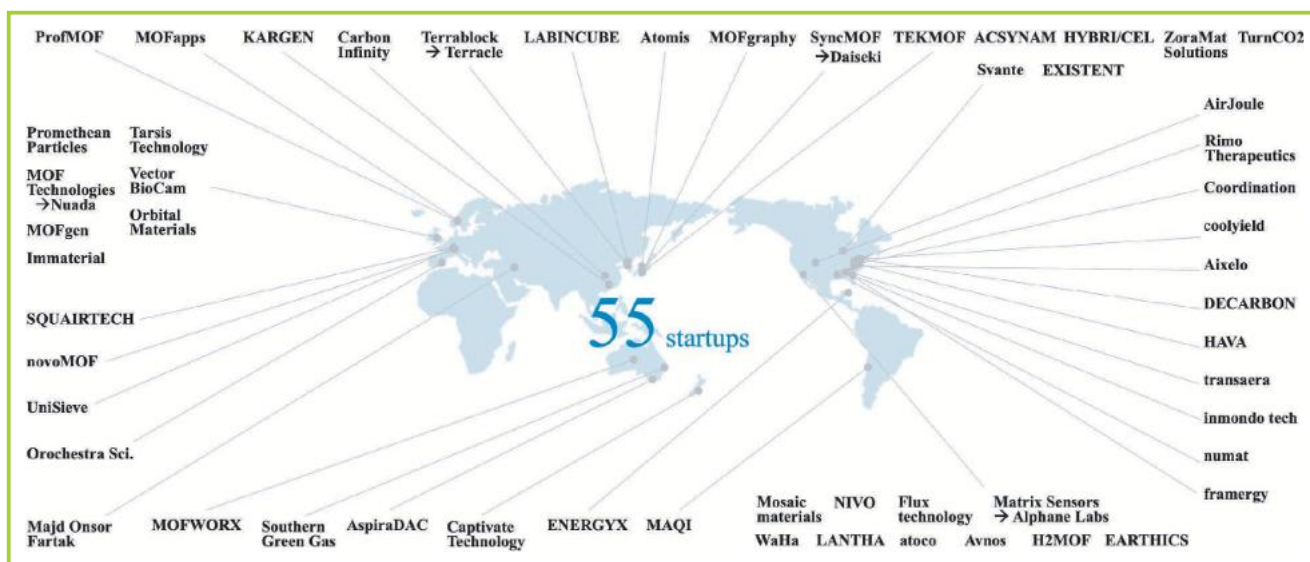 ProfMOF
MOFapps
KARGEN
Carbon
Infinity
Terrablock
→ Terracle
LABINCUBE
Atomis
MOFgraphy
SyncMOF
→Daiseki
TEKMOF
ACSYNAM
HYBRI/CEL
ZoraMat
Solutions
TurnCO2
Svante
EXISTENT
Promethean
Particles
Tarsis
Technology
MOF
Technologies
→Nuada
Vector
BioCam
MOFgen
Orbital
Materials
Immaterial
SQUAIRTECH
novoMOF
UniSieve
Orochestra Sci.
Majd Onsor
Fartak
AirJoule
Rimo
Therapeutics
Coordination
coolyield
Aixelo
DECARBON
HAVA
transaera
inmondo tech
numat
framergy
55 startups
MOFWORX
Southern
Green Gas
AspiraDAC
Captivate
Technology
ENERGYX
MAQI
Mosaic
materials
NIVO
Flux
technology
Matrix Sensors
→ Alphane Labs
WaHa
LANTHA
atoco
Avnos
H2MOF
EARTHICS